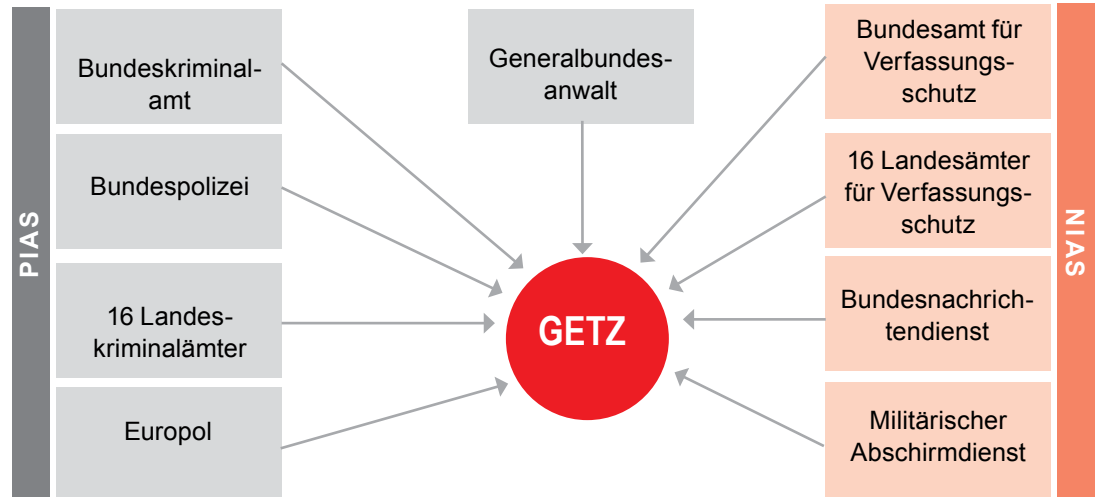 PIAS
Bundeskriminal-
amt
Bundespolizei
16 Landes-
kriminalämter
Europol
Generalbundes-
anwalt
GETZ
Bundesamt für
Verfassungs-
schutz
16 Landesämter
für Verfassungs-
schutz
Bundesnachrich-
tendienst
Militärischer
Abschirmdienst
NIAS